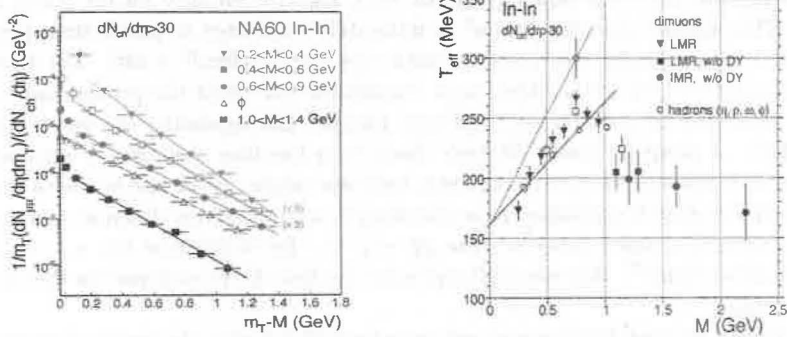 dN_ch/dη>30
NA60 In-In
0.2<M<0.4 GeV
0.4<M<0.6 GeV
0.6<M<0.9 GeV
ϕ
1.0<M<1.4 GeV
1/m_T(dN_μμ/dηdm_T)/(dN_ch/dη) (GeV⁻²)
0 0.2 0.4 0.6 0.8 1 1.2 1.4 1.6 1.8
m_T-M (GeV)
In-In
dN_ch/dη>30
dimuons
LMR
LMR, w/o DY
IMR, w/o DY
hadrons (η, ρ, ω, ϕ)
T_eff (MeV)
300
250
200
150
100
0 0.5 1 1.5 2 2.5
M (GeV)